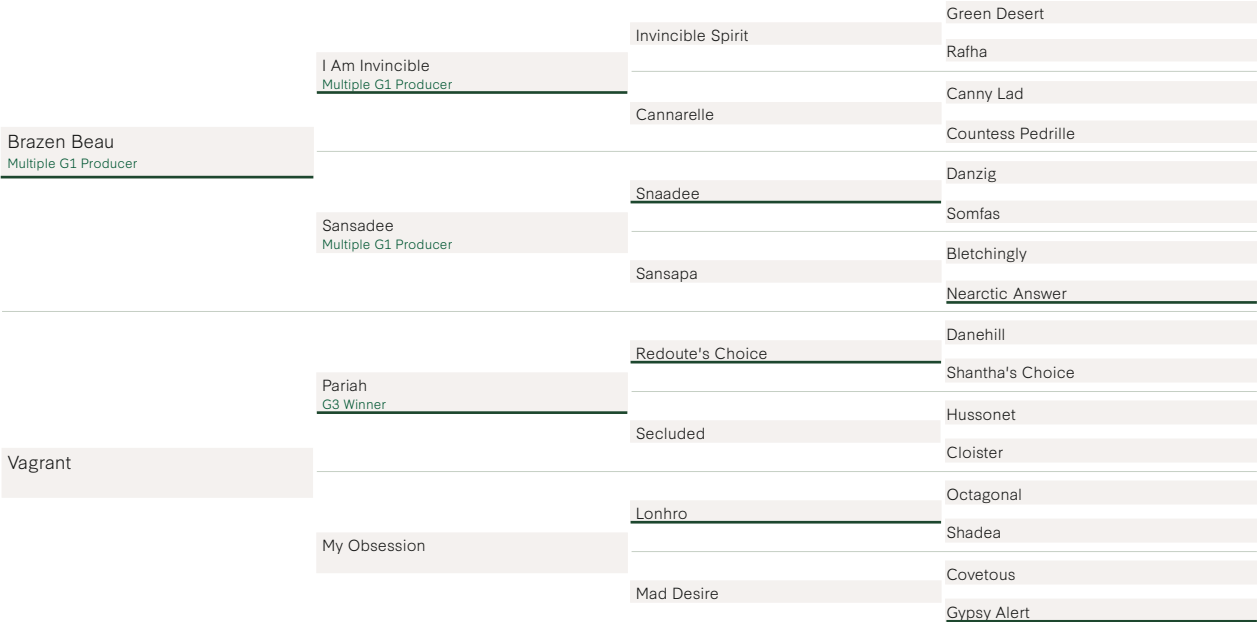 Brazen Beau
Multiple G1 Producer
Vagrant
I Am Invincible
Multiple G1 Producer
Sansadee
Multiple G1 Producer
Pariah
G3 Winner
My Obsession
Invincible Spirit
Cannarelle
Snaadee
Sansapa
Redoute's Choice
Secluded
Lonhro
Mad Desire
Green Desert
Rafha
Canny Lad
Countess Pedrille
Danzig
Somfas
Bletchingly
Nearctic Answer
Danehill
Shantha's Choice
Hussonet
Cloister
Octagonal
Shadea
Covetous
Gypsy Alert